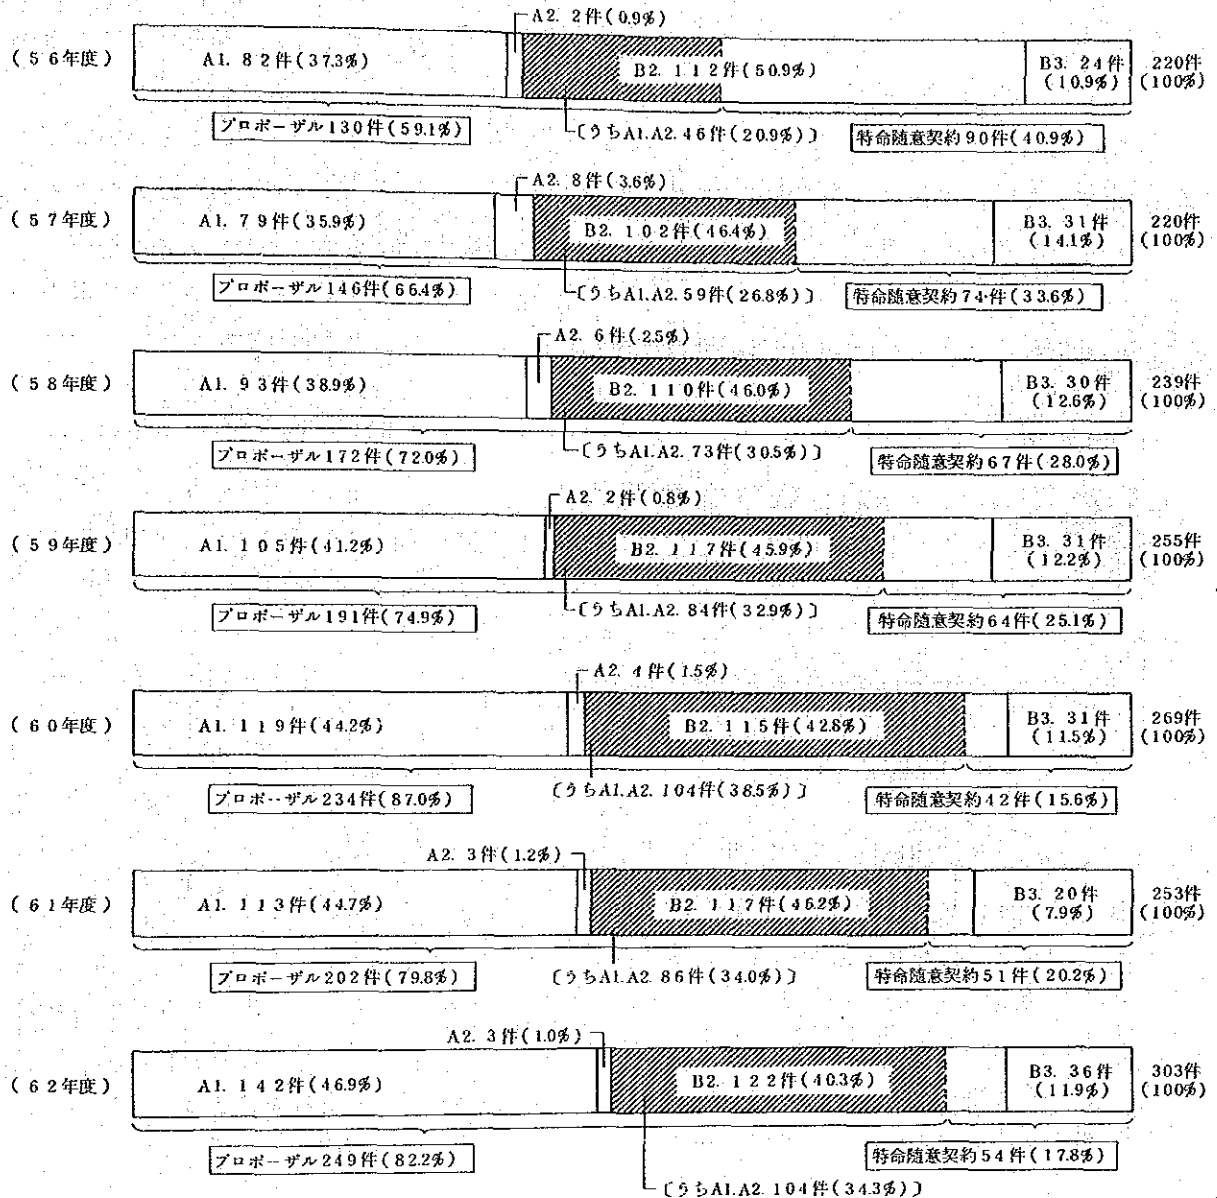 A2. 2件(0.9%)
(56年度)
A1. 82件(37.3%)
B2. 112件(50.9%)
B3. 24件
(10.9%)
220件
(100%)
プロポーザル130件(59.1%)
〔うちA1.A2.46件(20.9%)〕
特命随意契約90件(40.9%)
A2. 8件(3.6%)
(57年度)
A1. 79件(35.9%)
B2. 102件(46.4%)
B3. 31件
(14.1%)
220件
(100%)
プロポーザル146件(66.4%)
〔うちA1.A2.59件(26.8%)〕
特命随意契約74件(33.6%)
A2. 6件(2.5%)
(58年度)
A1. 93件(38.9%)
B2. 110件(46.0%)
B3. 30件
(12.6%)
239件
(100%)
プロポーザル172件(72.0%)
〔うちA1.A2. 73件(30.5%)〕
特命随意契約67件(28.0%)
A2. 2件(0.8%)
(59年度)
A1. 105件(41.2%)
B2. 117件(45.9%)
B3. 31件
(12.2%)
255件
(100%)
プロポーザル191件(74.9%)
〔うちA1.A2. 84件(32.9%)〕
特命随意契約64件(25.1%)
A2. 4件(1.5%)
(60年度)
A1. 119件(44.2%)
B2. 115件(42.8%)
B3. 31件
(11.5%)
269件
(100%)
プロポーザル234件(87.0%)
〔うちA1.A2. 104件(38.5%)〕
特命随意契約42件(15.6%)
A2. 3件(1.2%)
(61年度)
A1. 113件(44.7%)
B2. 117件(46.2%)
B3. 20件
(7.9%)
253件
(100%)
プロポーザル202件(79.8%)
〔うちA1.A2. 86件(34.0%)〕
特命随意契約51件(20.2%)
A2. 3件(1.0%)
(62年度)
A1. 142件(46.9%)
B2. 122件(40.3%)
B3. 36件
(11.9%)
303件
(100%)
プロポーザル249件(82.2%)
特命随意契約54件(17.8%)
〔うちA1.A2. 104件(34.3%)〕